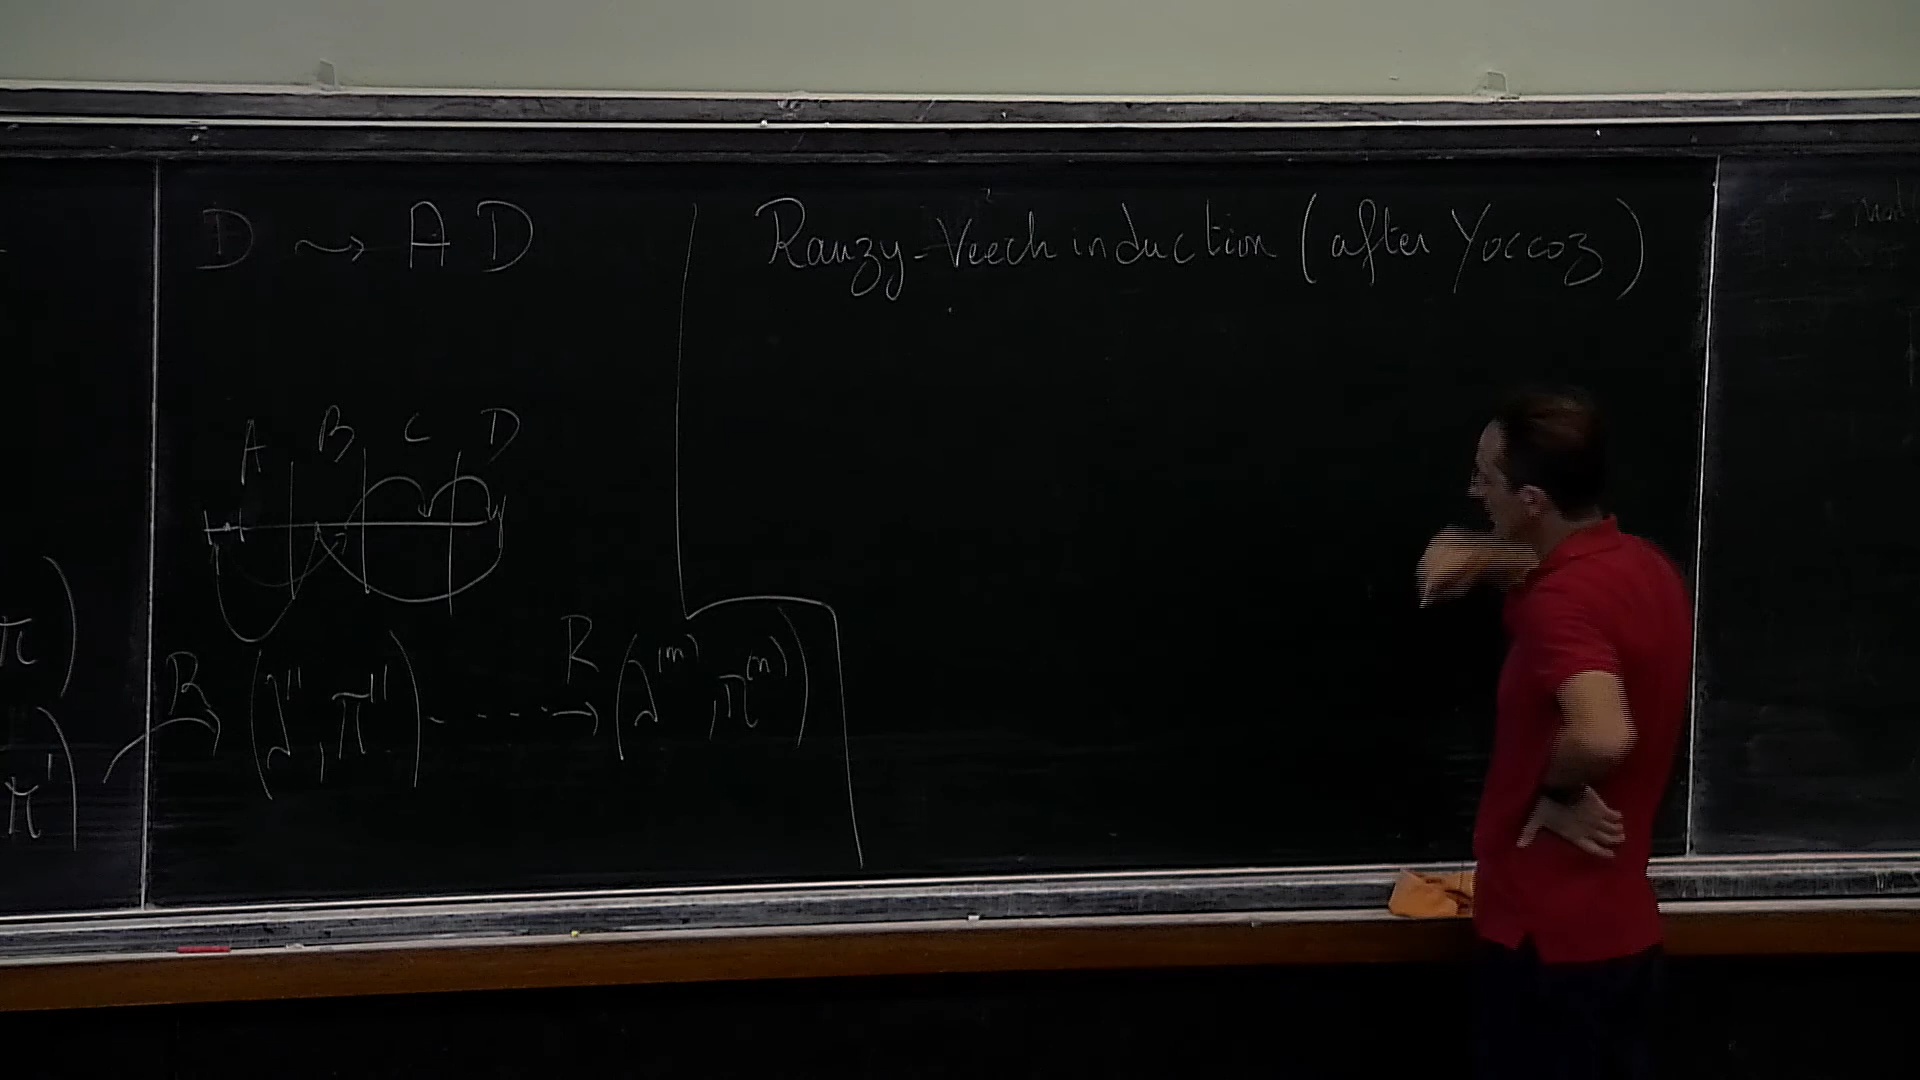 D ⤳ A D
Rauzy-Veech induction (after Yoccoz)
A B C D
π)
R (λ'', π'') ----→ R (λ⁽ⁿ⁾, π⁽ⁿ⁾)
π')